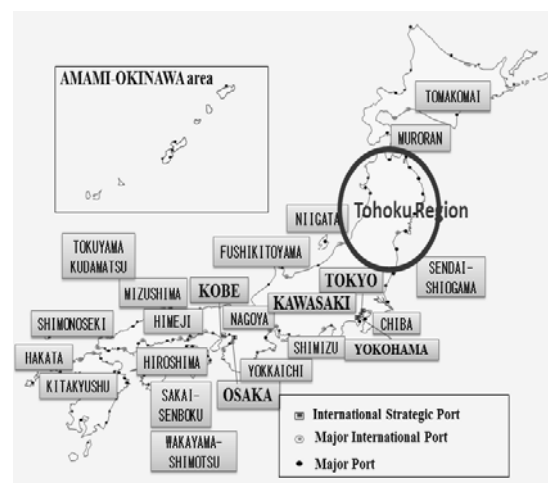 AMAMI-OKINAWA area
TOMAKOMAI
MURORAN
Tohoku Region
NIIGATA
FUSHIKITOYAMA
SENDAI-
SHIOGAMA
TOKUYAMA
KUDAMATSU
TOKYO
KOBE
MIZUSHIMA
KAWASAKI
SHIMONOSEKI
HIMEJI
NAGOYA
CHIBA
SHIMIZU
YOKOHAMA
HAKATA
HIROSHIMA
YOKKAICHI
KITAKYUSHU
SAKAI-
SENBOKU
OSAKA
WAKAYAMA-
SHIMOTSU
International Strategic Port
Major International Port
Major Port